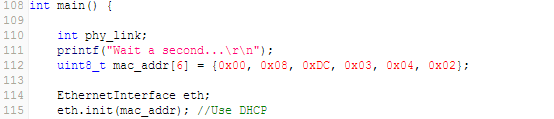 108 int main() {
109
110     int phy_link;
111     printf("Wait a second...\r\n");
112     uint8_t mac_addr[6] = {0x00, 0x08, 0xDC, 0x03, 0x04, 0x02};
113
114     EthernetInterface eth;
115     eth.init(mac_addr); //Use DHCP